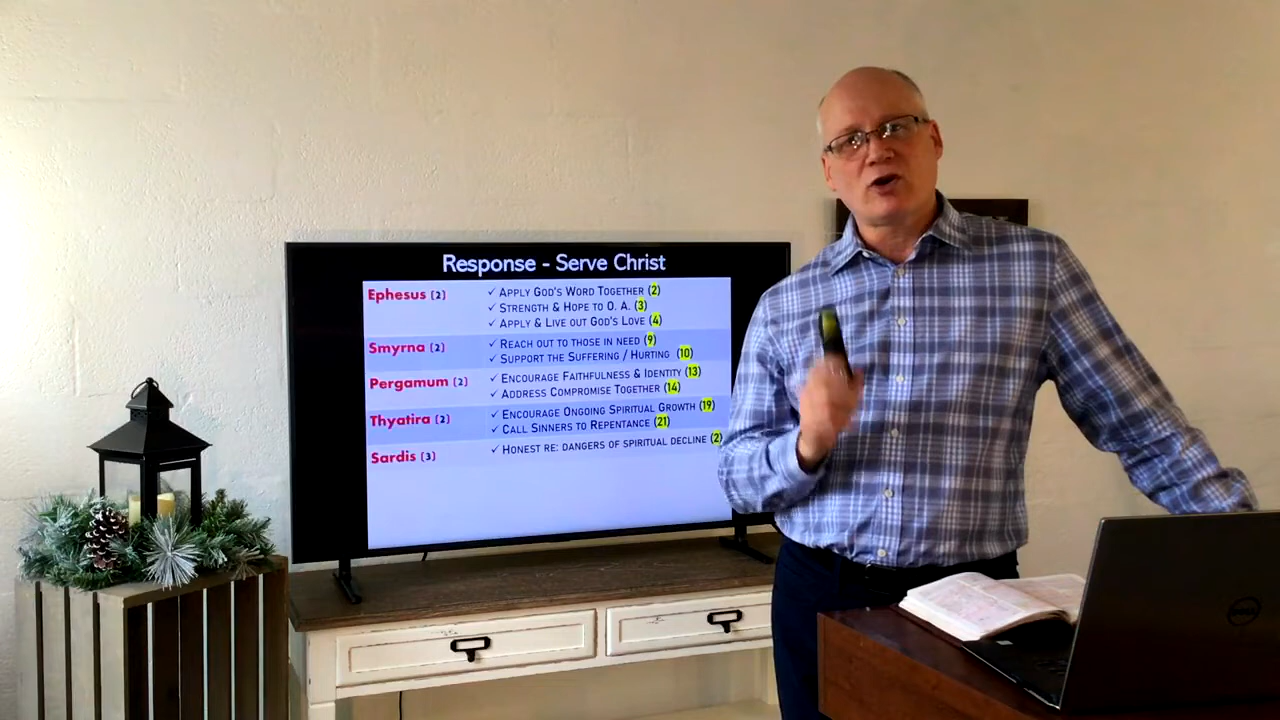 Response - Serve Christ
Ephesus (2)
✓ APPLY GOD'S WORD TOGETHER (2)
✓ STRENGTH & HOPE TO O. A. (3)
✓ APPLY & LIVE OUT GOD'S LOVE (4)
Smyrna (2)
✓ REACH OUT TO THOSE IN NEED (9)
✓ SUPPORT THE SUFFERING / HURTING (10)
Pergamum (2)
✓ ENCOURAGE FAITHFULNESS & IDENTITY (13)
✓ ADDRESS COMPROMISE TOGETHER (14)
Thyatira (2)
✓ ENCOURAGE ONGOING SPIRITUAL GROWTH (19)
✓ CALL SINNERS TO REPENTANCE (21)
Sardis (3)
✓ HONEST RE: DANGERS OF SPIRITUAL DECLINE (2)
DELL